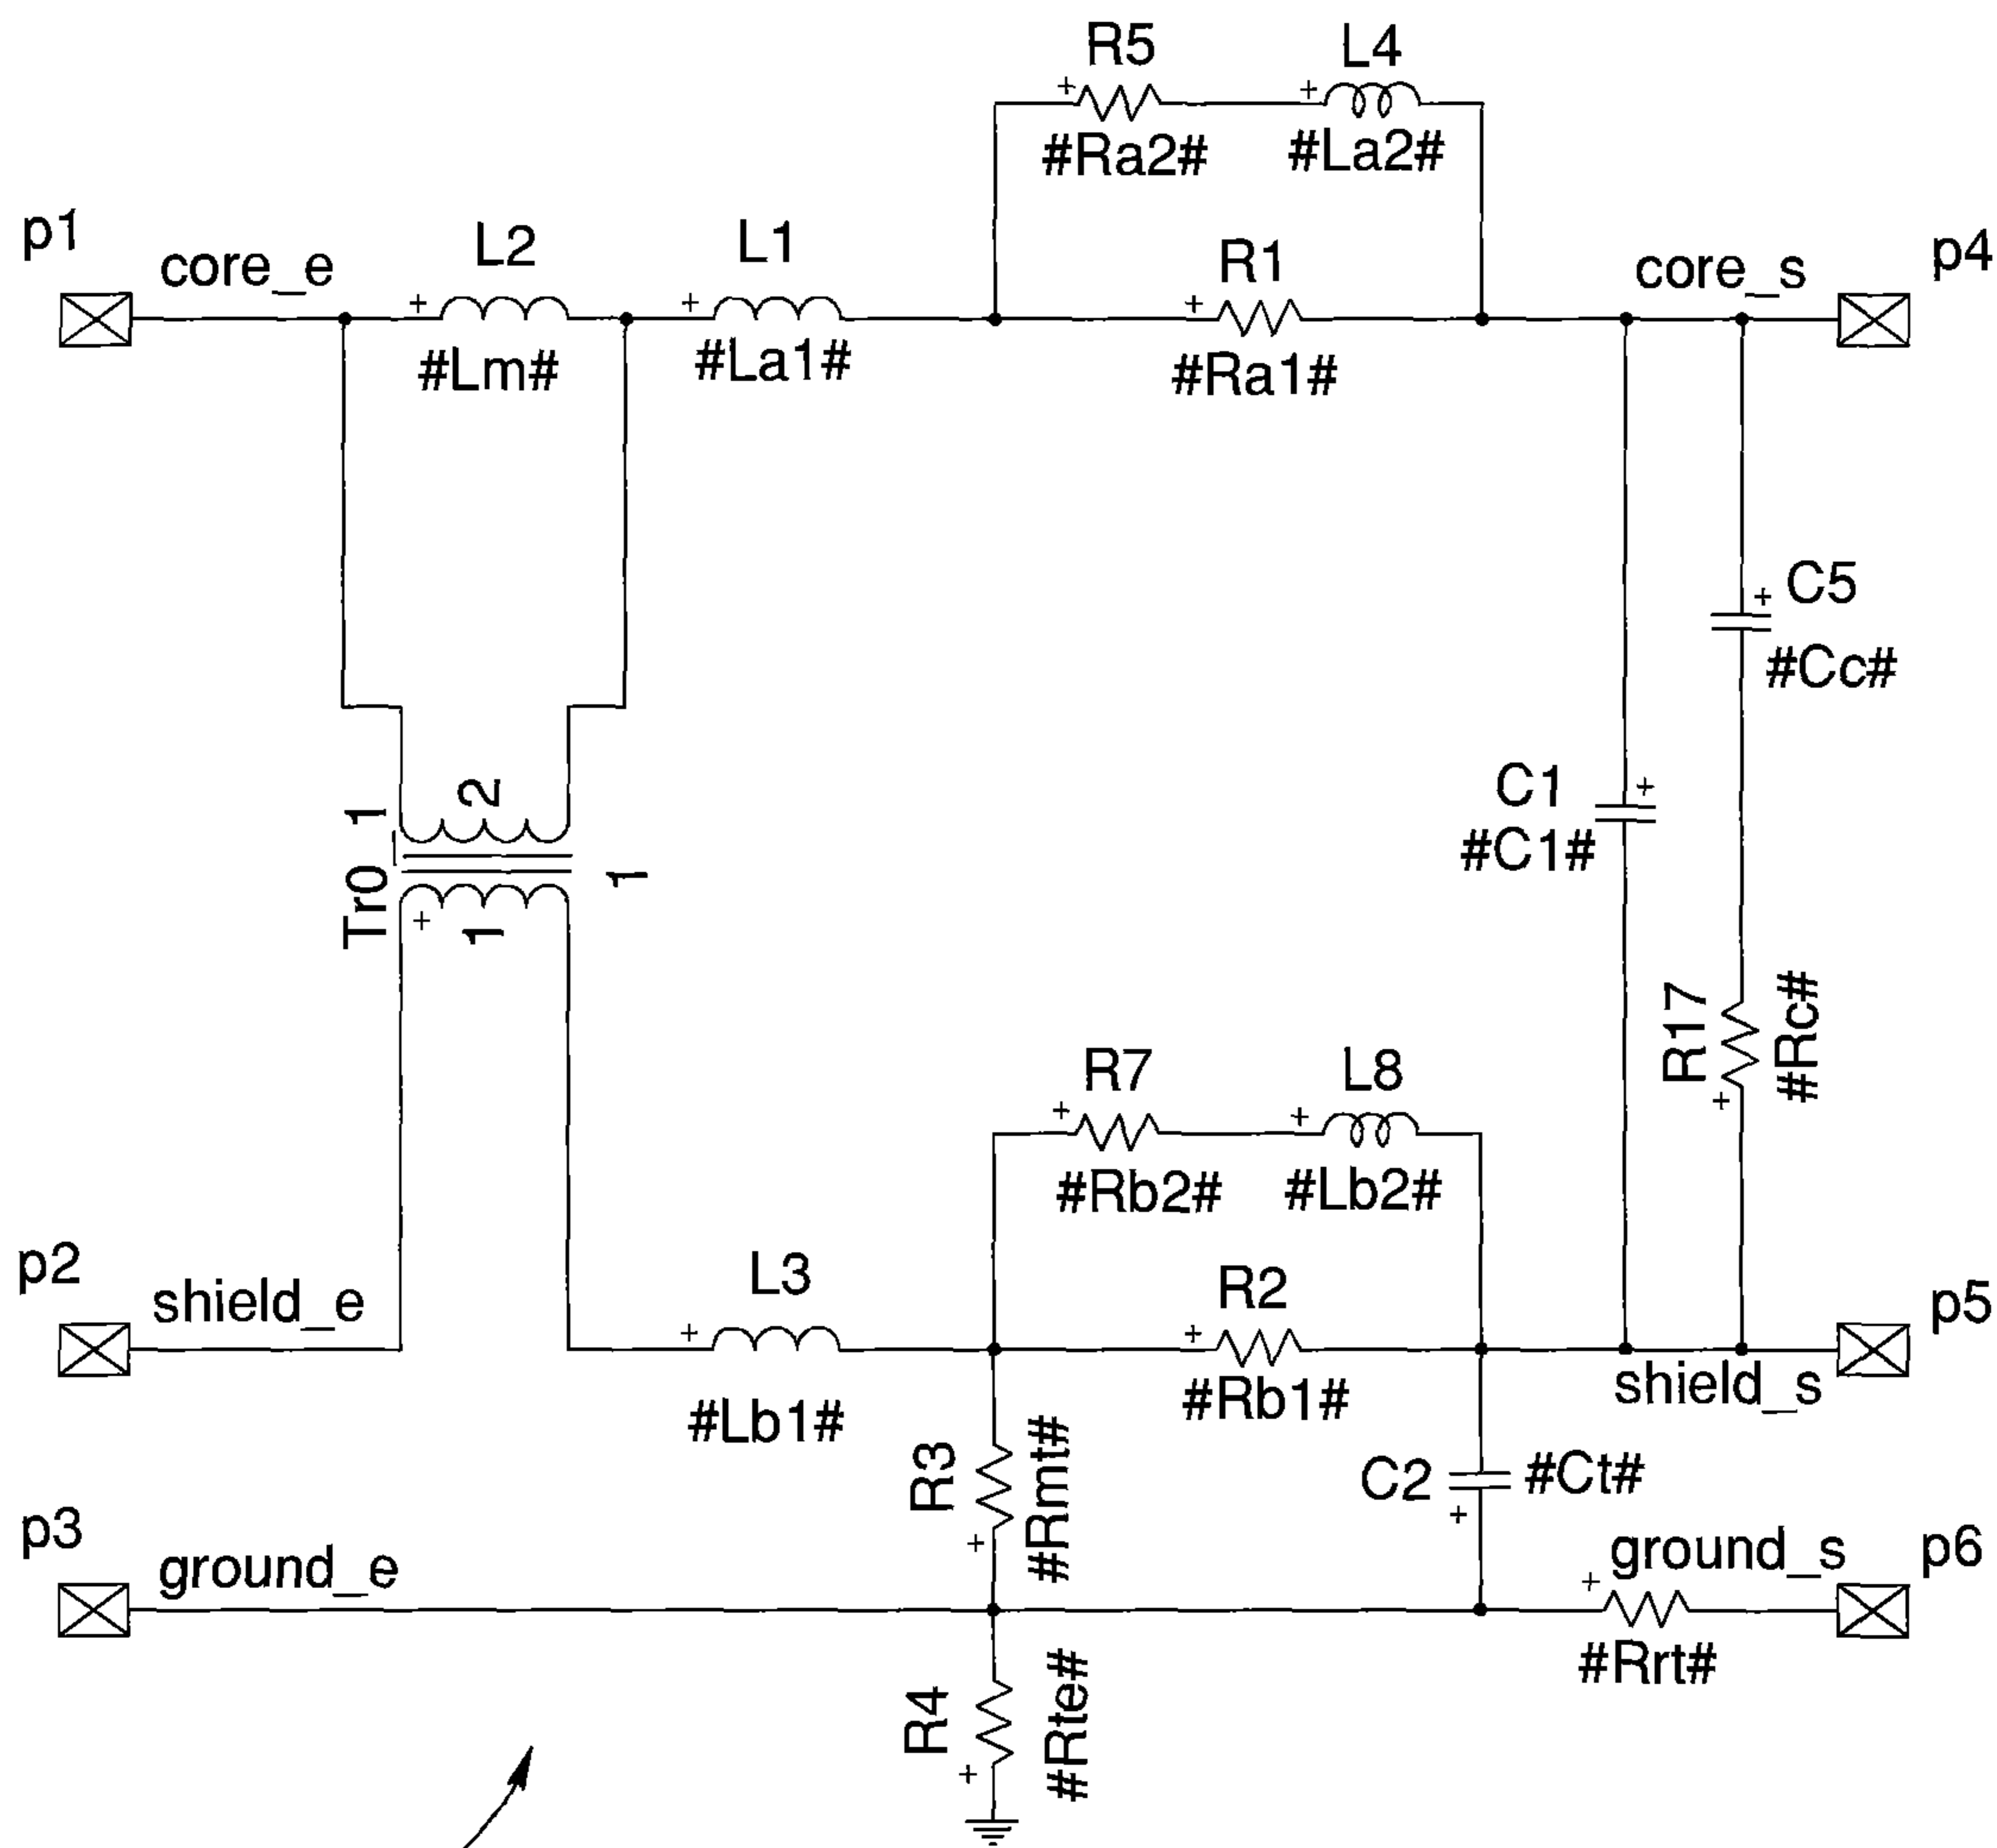 R5
L4
+
+
#Ra2#
#La2#
p1
core_e
L2
L1
R1
core_s
p4
+
+
+
#Lm#
#La1#
#Ra1#
+
C5
#Cc#
Tr0_1
2
1
+
1
C1
+
#C1#
R17
#Rc#
+
R7
L8
+
+
#Rb2#
#Lb2#
p2
shield_e
L3
R2
p5
+
+
shield_s
#Lb1#
#Rb1#
R3
#Rmt#
+
C2
#Ct#
+
p3
ground_e
ground_s
p6
+
#Rrt#
R4
#Rte#
+